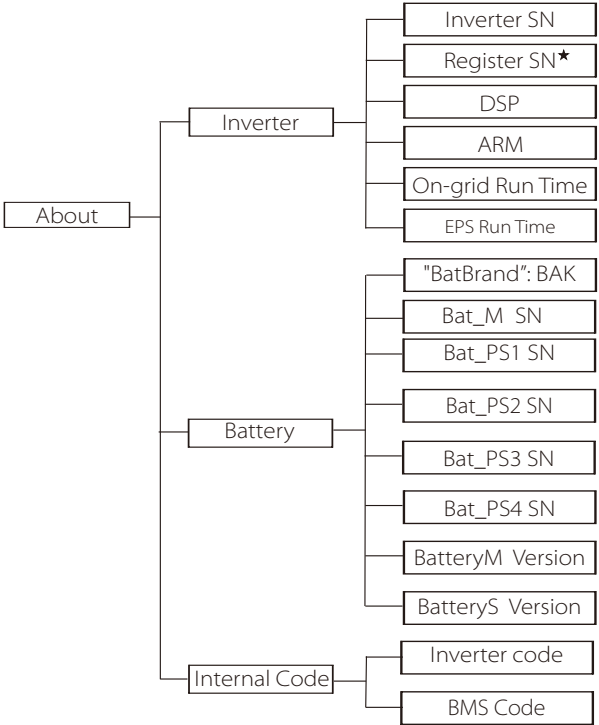 About
Inverter
Inverter SN
Register SN★
DSP
ARM
On-grid Run Time
EPS Run Time
Battery
"BatBrand": BAK
Bat_M SN
Bat_PS1 SN
Bat_PS2 SN
Bat_PS3 SN
Bat_PS4 SN
BatteryM Version
BatteryS Version
Internal Code
Inverter code
BMS Code